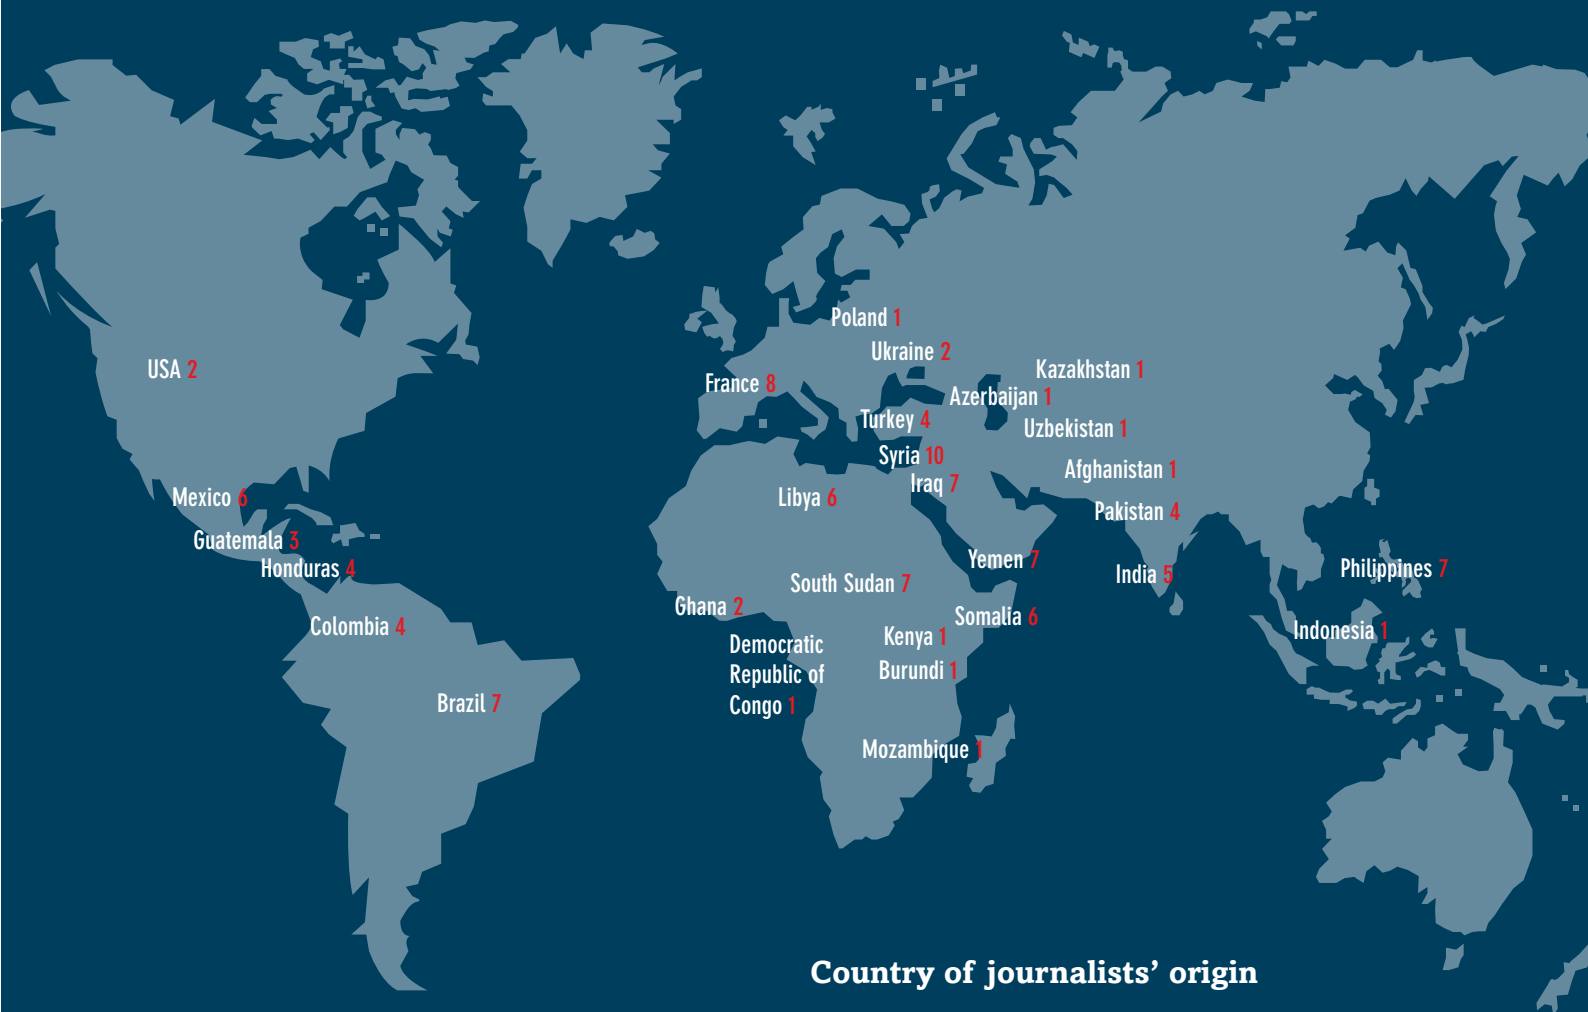 Poland 1
Ukraine 2
USA 2
Kazakhstan 1
France 8
Azerbaijan 1
Turkey 4
Uzbekistan 1
Syria 10
Afghanistan 1
Iraq 7
Mexico 6
Libya 6
Pakistan 4
Guatemala 3
Yemen 7
Honduras 4
Philippines 7
India 5
South Sudan 7
Ghana 2
Somalia 6
Colombia 4
Indonesia 1
Kenya 1
Democratic
Republic of
Congo 1
Burundi 1
Brazil 7
Mozambique 1
Country of journalists’ origin